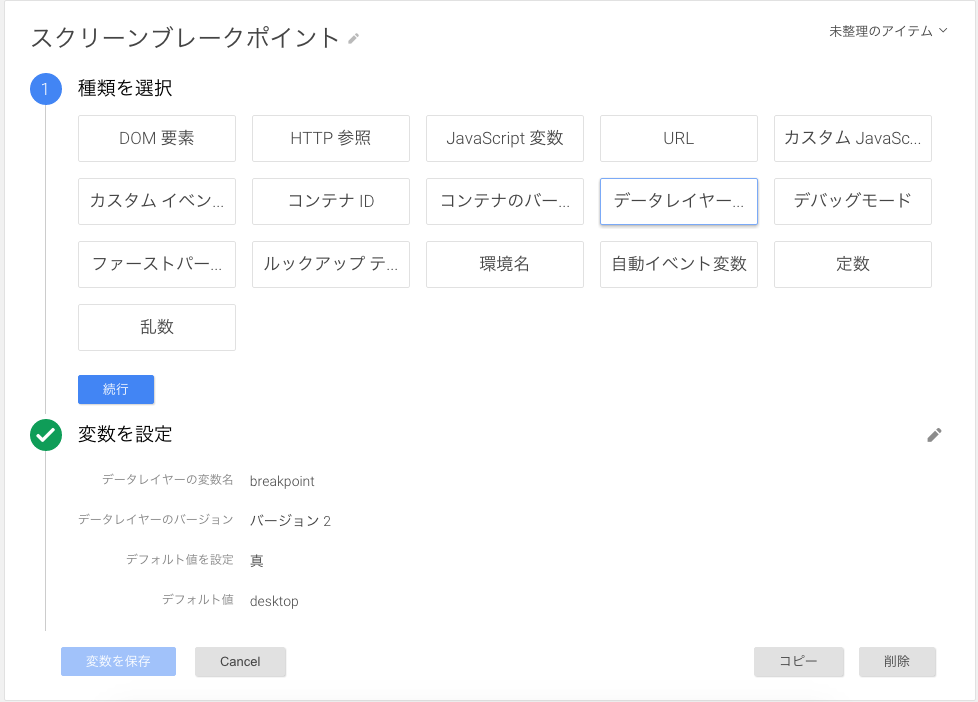 スクリーンブレークポイント
未整理のアイテム
1 種類を選択
DOM 要素
HTTP 参照
JavaScript 変数
URL
カスタム JavaSc...
カスタム イベン...
コンテナ ID
コンテナのバー...
データレイヤー...
デバッグモード
ファーストパー...
ルックアップ テ...
環境名
自動イベント変数
定数
乱数
続行
変数を設定
データレイヤーの変数名 breakpoint
データレイヤーのバージョン バージョン 2
デフォルト値を設定 真
デフォルト値 desktop
変数を保存
Cancel
コピー
削除